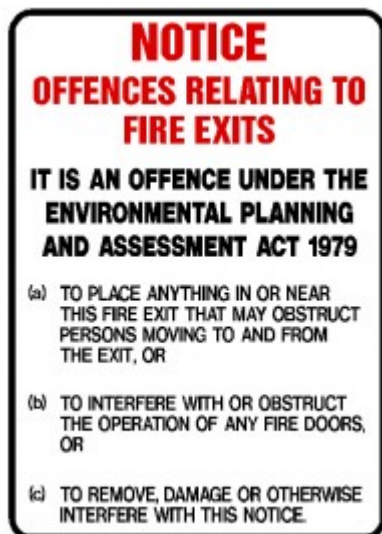 NOTICE
OFFENCES RELATING TO
FIRE EXITS
IT IS AN OFFENCE UNDER THE
ENVIRONMENTAL PLANNING
AND ASSESSMENT ACT 1979
(a) TO PLACE ANYTHING IN OR NEAR
THIS FIRE EXIT THAT MAY OBSTRUCT
PERSONS MOVING TO AND FROM
THE EXIT, OR
(b) TO INTERFERE WITH OR OBSTRUCT
THE OPERATION OF ANY FIRE DOORS,
OR
(c) TO REMOVE, DAMAGE OR OTHERWISE
INTERFERE WITH THIS NOTICE.